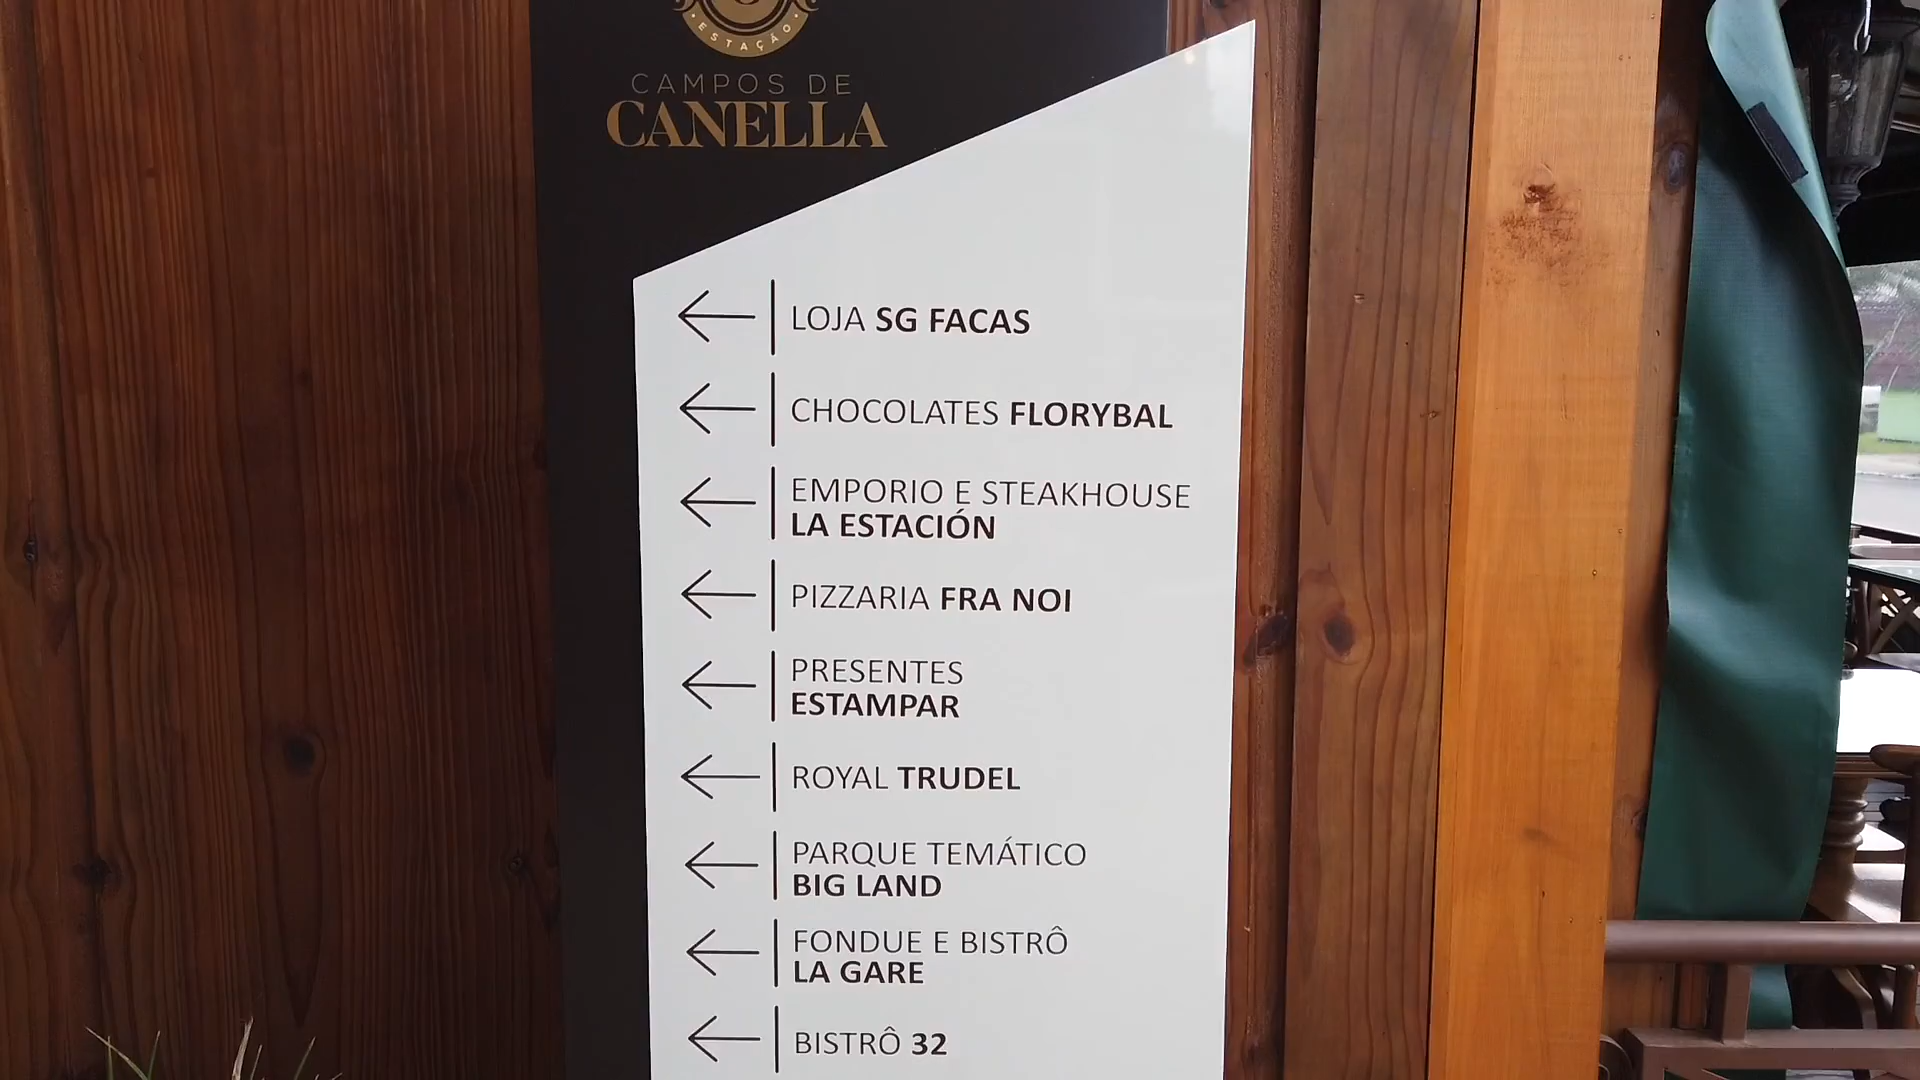 ESTAÇÃO
CAMPOS DE
CANELLA
LOJA SG FACAS
CHOCOLATES FLORYBAL
EMPORIO E STEAKHOUSE
LA ESTACIÓN
PIZZARIA FRA NOI
PRESENTES
ESTAMPAR
ROYAL TRUDEL
PARQUE TEMÁTICO
BIG LAND
FONDUE E BISTRÔ
LA GARE
BISTRÔ 32